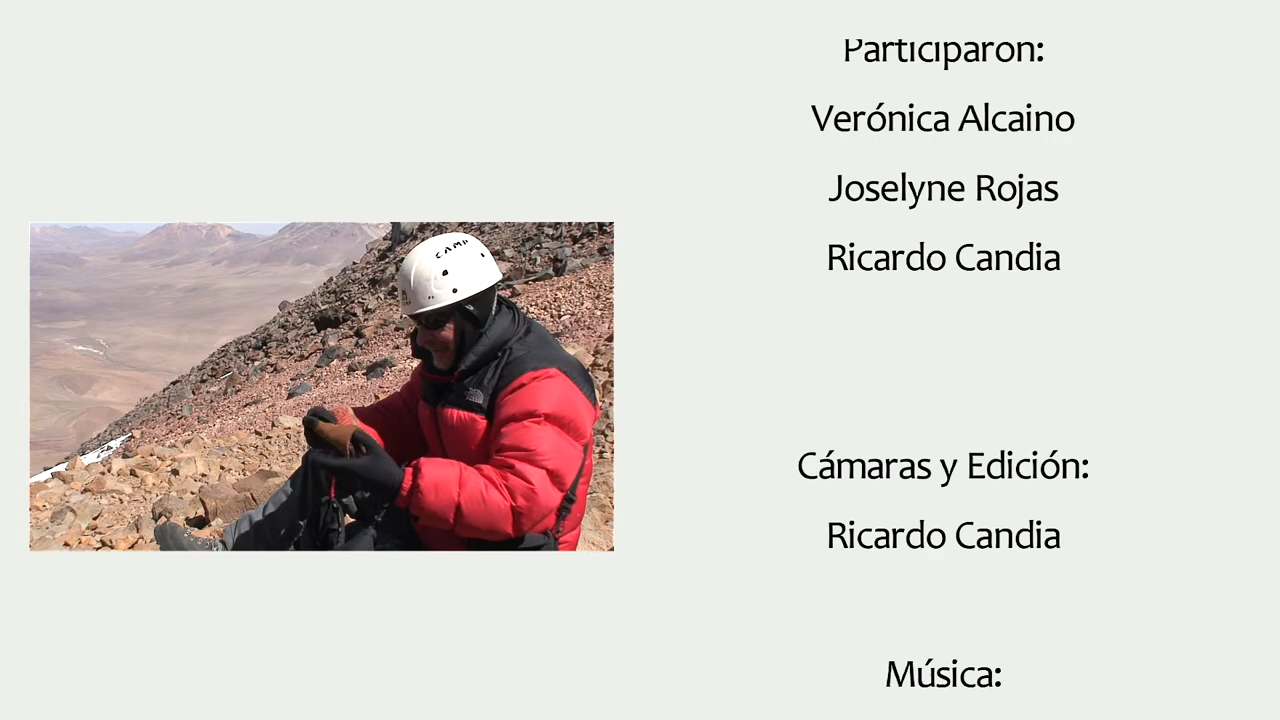 Participaron:
Verónica Alcaino
Joselyne Rojas
Ricardo Candia
CAMP
Cámaras y Edición:
Ricardo Candia
Música: